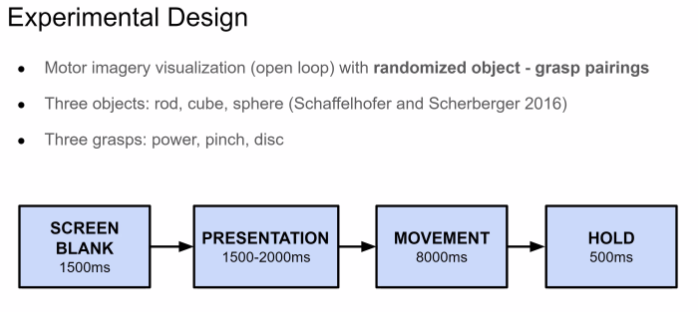 Experimental Design
● Motor imagery visualization (open loop) with randomized object - grasp pairings
● Three objects: rod, cube, sphere (Schaffelhofer and Scherberger 2016)
● Three grasps: power, pinch, disc
SCREEN
BLANK
1500ms
PRESENTATION
1500-2000ms
MOVEMENT
8000ms
HOLD
500ms